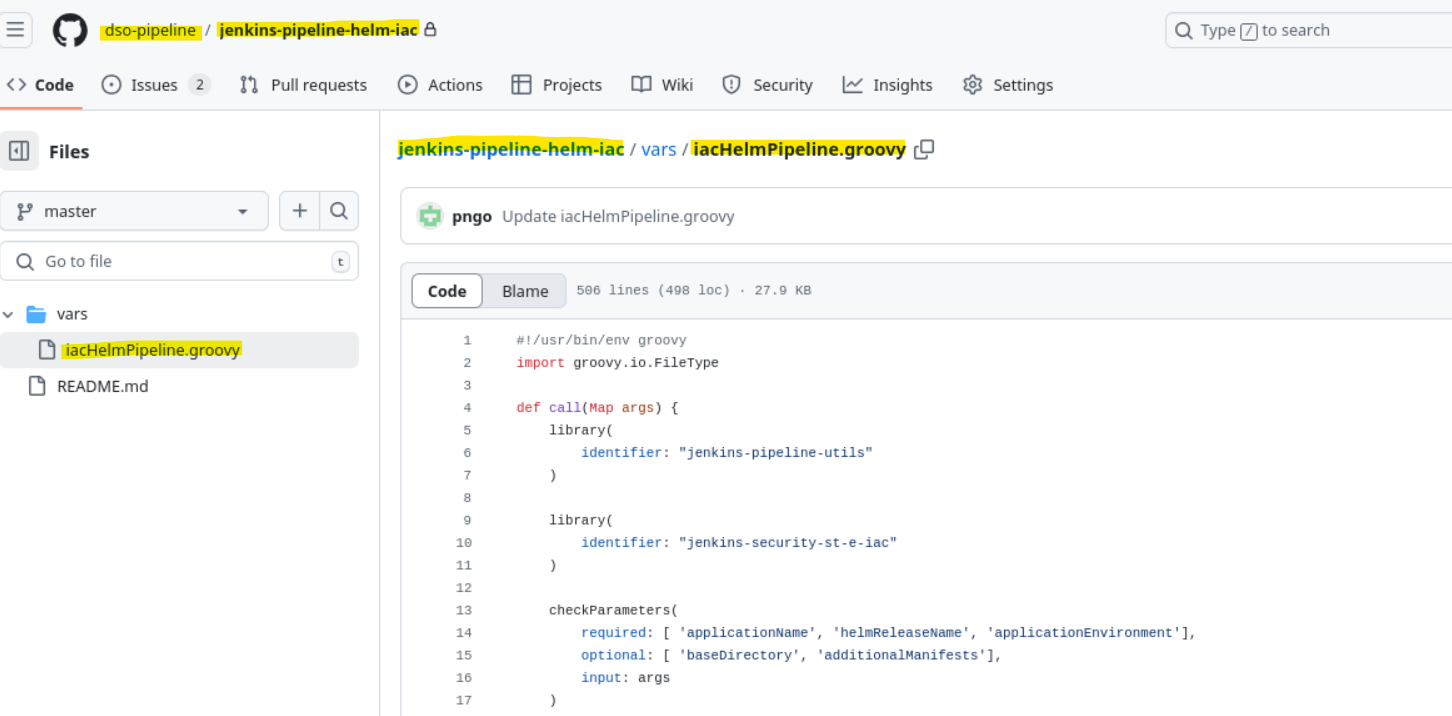 dso-pipeline / jenkins-pipeline-helm-iac
Type / to search
Code Issues 2 Pull requests Actions Projects Wiki Security Insights Settings
Files
master
Go to file t
vars
iacHelmPipeline.groovy
README.md
jenkins-pipeline-helm-iac / vars / iacHelmPipeline.groovy
pngo Update iacHelmPipeline.groovy
Code Blame 506 lines (498 loc) · 27.9 KB
1 #!/usr/bin/env groovy
2 import groovy.io.FileType
3
4 def call(Map args) {
5     library(
6         identifier: "jenkins-pipeline-utils"
7     )
8
9     library(
10         identifier: "jenkins-security-st-e-iac"
11     )
12
13     checkParameters(
14         required: [ 'applicationName', 'helmReleaseName', 'applicationEnvironment'],
15         optional: [ 'baseDirectory', 'additionalManifests'],
16         input: args
17     )